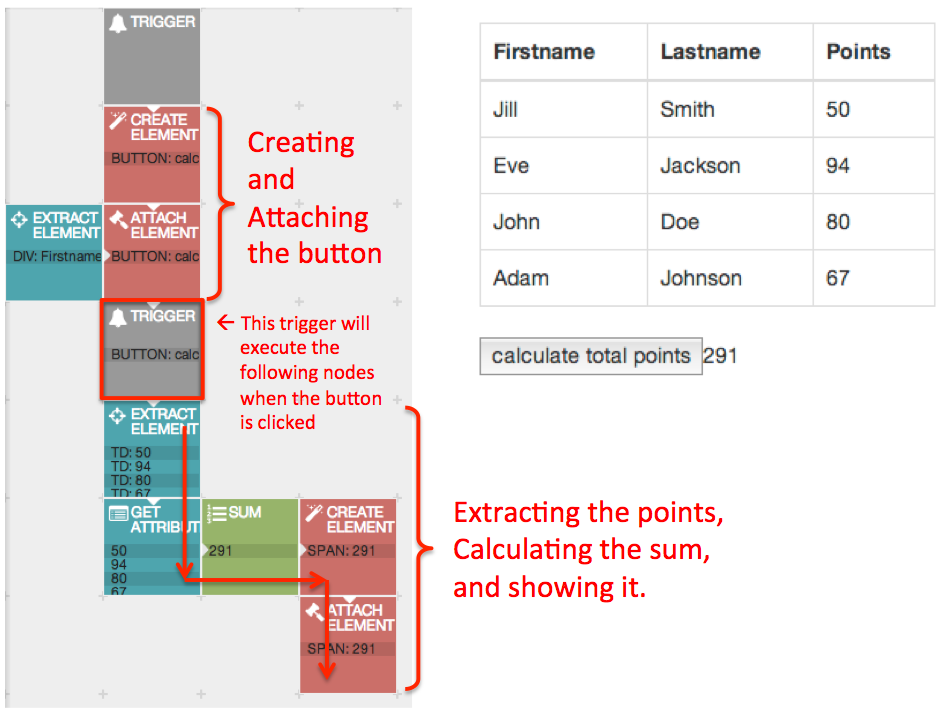 TRIGGER
CREATE
ELEMENT
BUTTON: calc
EXTRACT
ELEMENT
DIV: Firstname
ATTACH
ELEMENT
BUTTON: calc
Creating
and
Attaching
the button
TRIGGER
BUTTON: calc
← This trigger will
execute the
following nodes
when the button
is clicked
EXTRACT
ELEMENT
TD: 50
TD: 94
TD: 80
TD: 67
GET
ATTRIBUT
50
94
80
67
SUM
291
CREATE
ELEMENT
SPAN: 291
ATTACH
ELEMENT
SPAN: 291
Extracting the points,
Calculating the sum,
and showing it.
Firstname Lastname Points
Jill Smith 50
Eve Jackson 94
John Doe 80
Adam Johnson 67
calculate total points 291